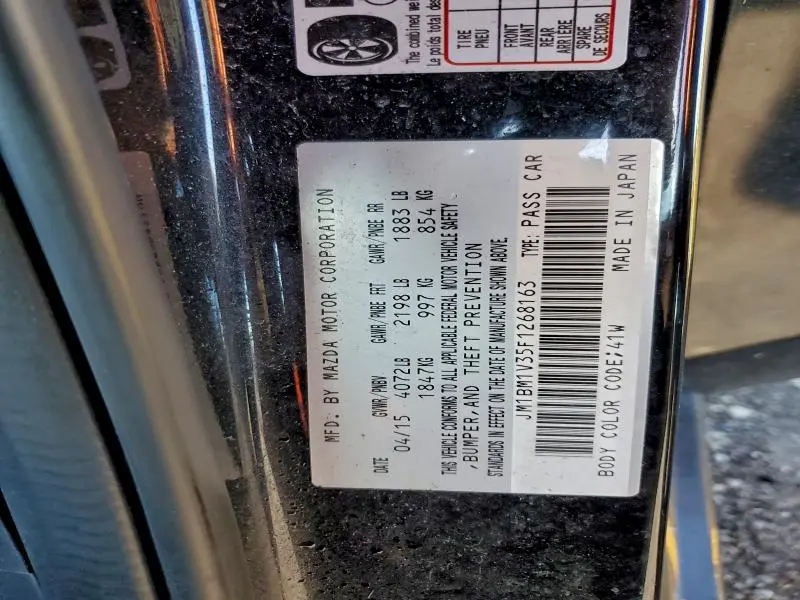 The combined wei
Le poids total des
TIRE
PNEU
FRONT
AVANT
REAR
ARRIÈRE
SPARE
DE SECOURS
MFD. BY MAZDA MOTOR CORPORATION
DATE GVWR/PNBV GAWR/PNBE FRT GAWR/PNBE RR
04/15 4072LB 2198 LB 1883 LB
1847KG 997 KG 854 KG
THIS VEHICLE CONFORMS TO ALL APPLICABLE FEDERAL MOTOR VEHICLE SAFETY
,BUMPER,AND THEFT PREVENTION
STANDARDS IN EFFECT ON THE DATE OF MANUFACTURE SHOWN ABOVE
JM1BM1V35F1268163 TYPE: PASS CAR
BODY COLOR CODE;41W MADE IN JAPAN